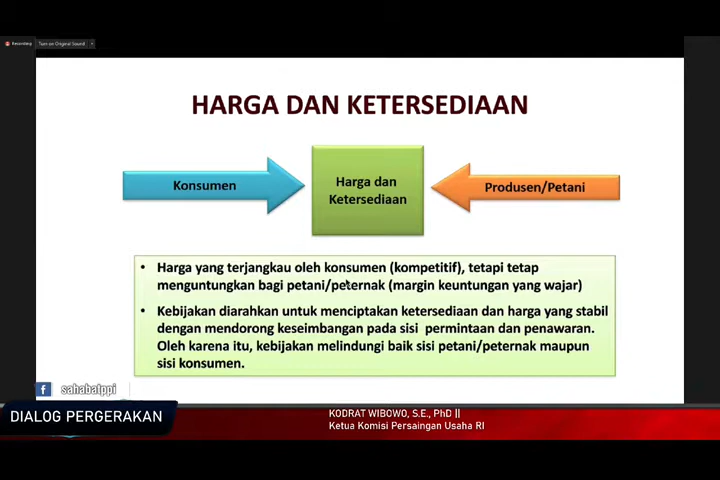 Recording
Turn on Original Sound
HARGA DAN KETERSEDIAAN
Konsumen
Harga dan
Ketersediaan
Produsen/Petani
• Harga yang terjangkau oleh konsumen (kompetitif), tetapi tetap
menguntungkan bagi petani/peternak (margin keuntungan yang wajar)
• Kebijakan diarahkan untuk menciptakan ketersediaan dan harga yang stabil
dengan mendorong keseimbangan pada sisi permintaan dan penawaran.
Oleh karena itu, kebijakan melindungi baik sisi petani/peternak maupun
sisi konsumen.
f sahabatppi
DIALOG PERGERAKAN
KODRAT WIBOWO, S.E., PhD ||
Ketua Komisi Persaingan Usaha RI